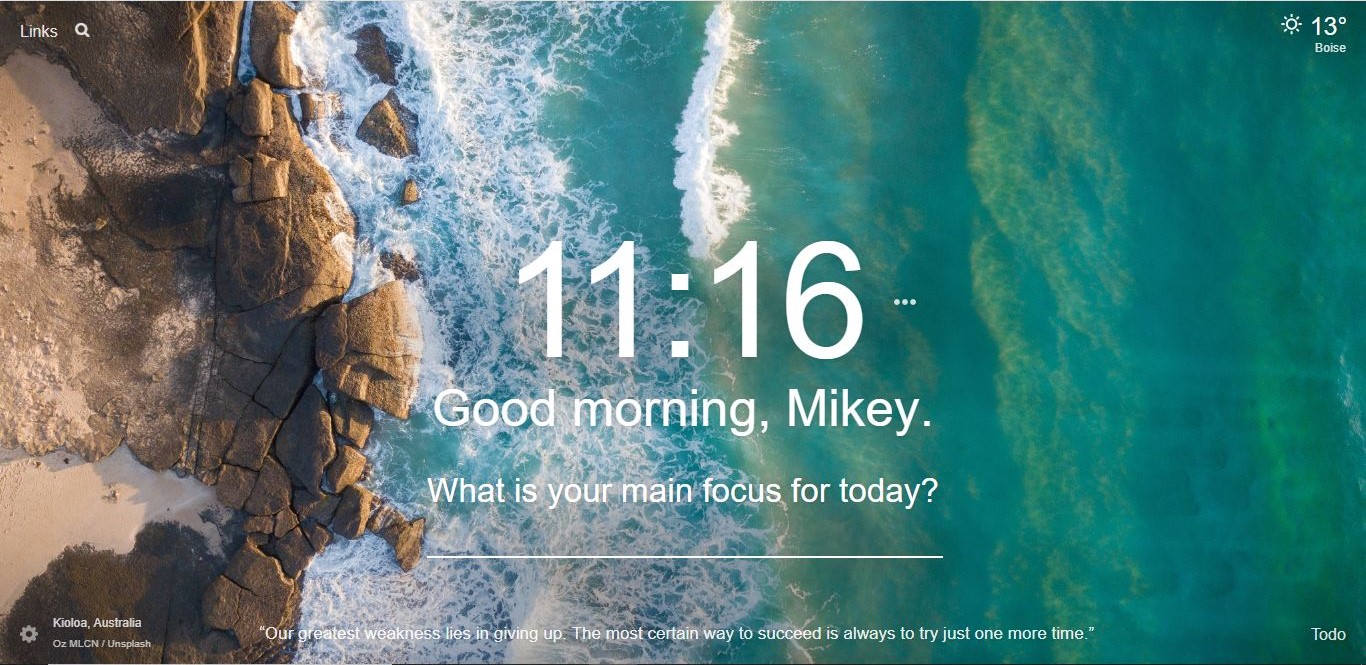 Links
13°
Boise
11:16
Good morning, Mikey.
What is your main focus for today?
Kioloa, Australia
Oz MLCN / Unsplash
“Our greatest weakness lies in giving up. The most certain way to succeed is always to try just one more time.”
Todo